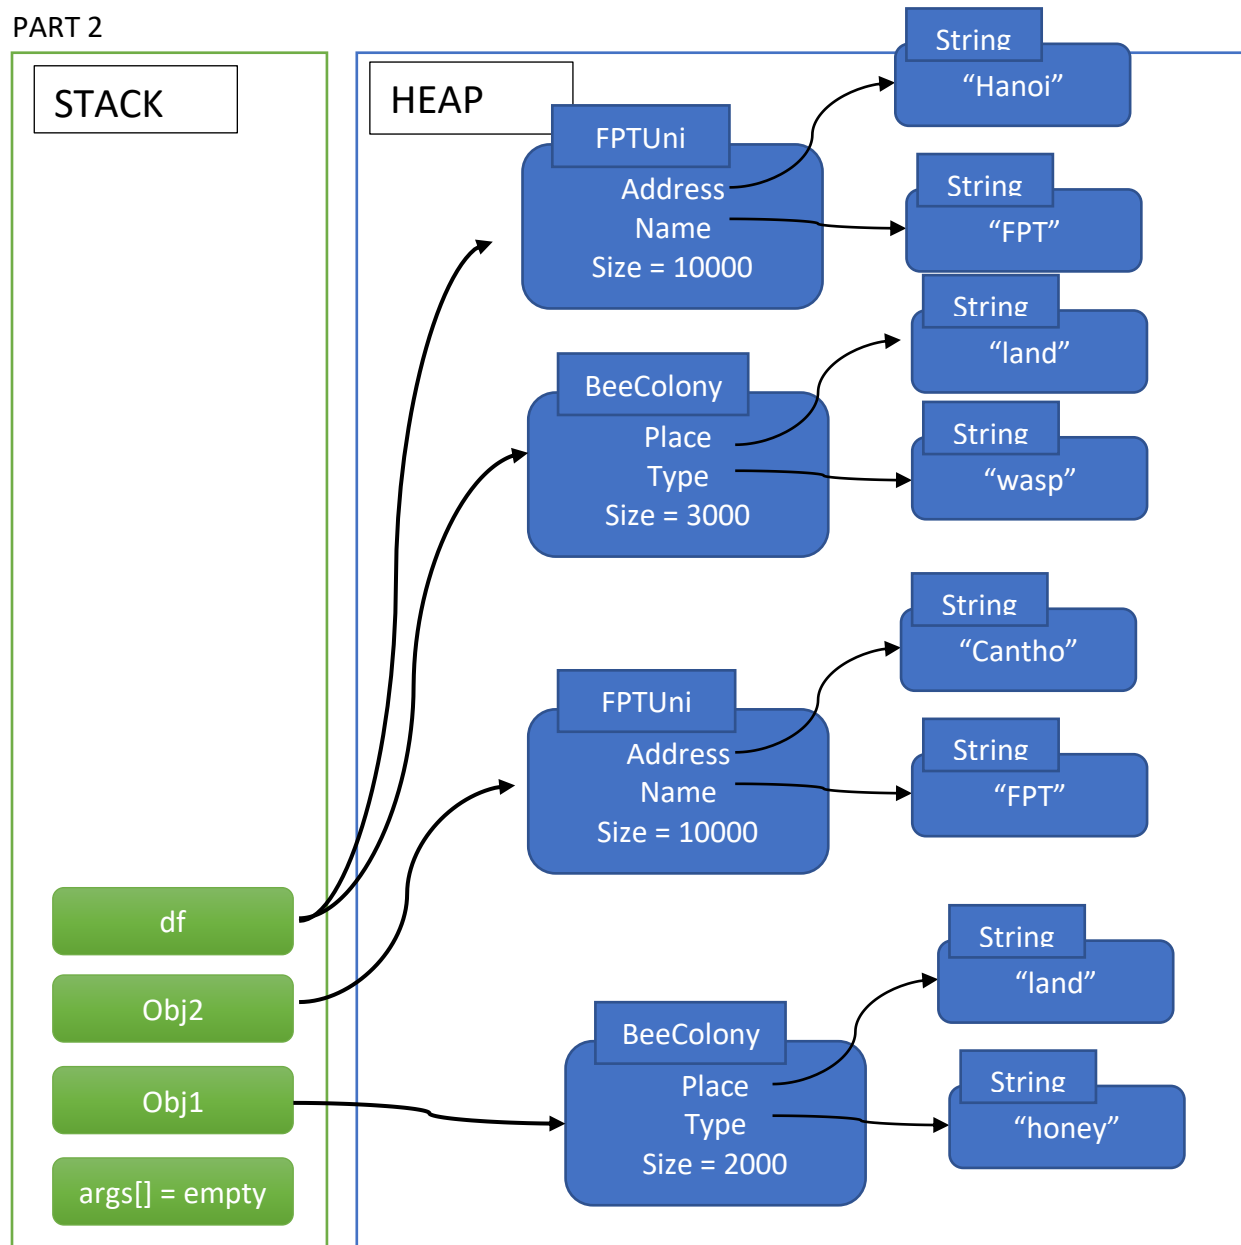 PART 2
STACK
HEAP
FPTUni
Address
Name
Size = 10000
String
“Hanoi”
String
“FPT”
BeeColony
Place
Type
Size = 3000
String
“land”
String
“wasp”
FPTUni
Address
Name
Size = 10000
String
“Cantho”
String
“FPT”
BeeColony
Place
Type
Size = 2000
String
“land”
String
“honey”
df
Obj2
Obj1
args[] = empty